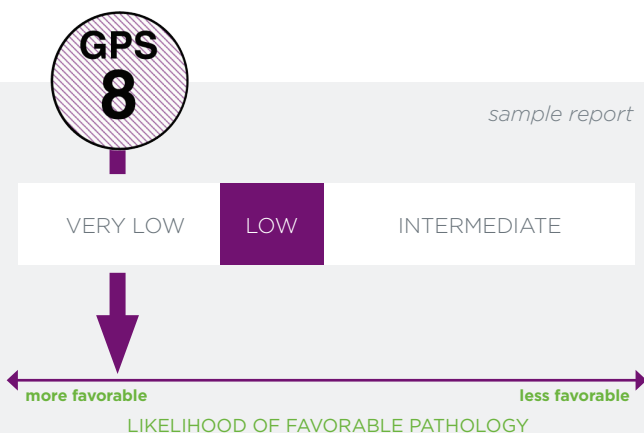 GPS
8
sample report
VERY LOW LOW INTERMEDIATE
more favorable less favorable
LIKELIHOOD OF FAVORABLE PATHOLOGY